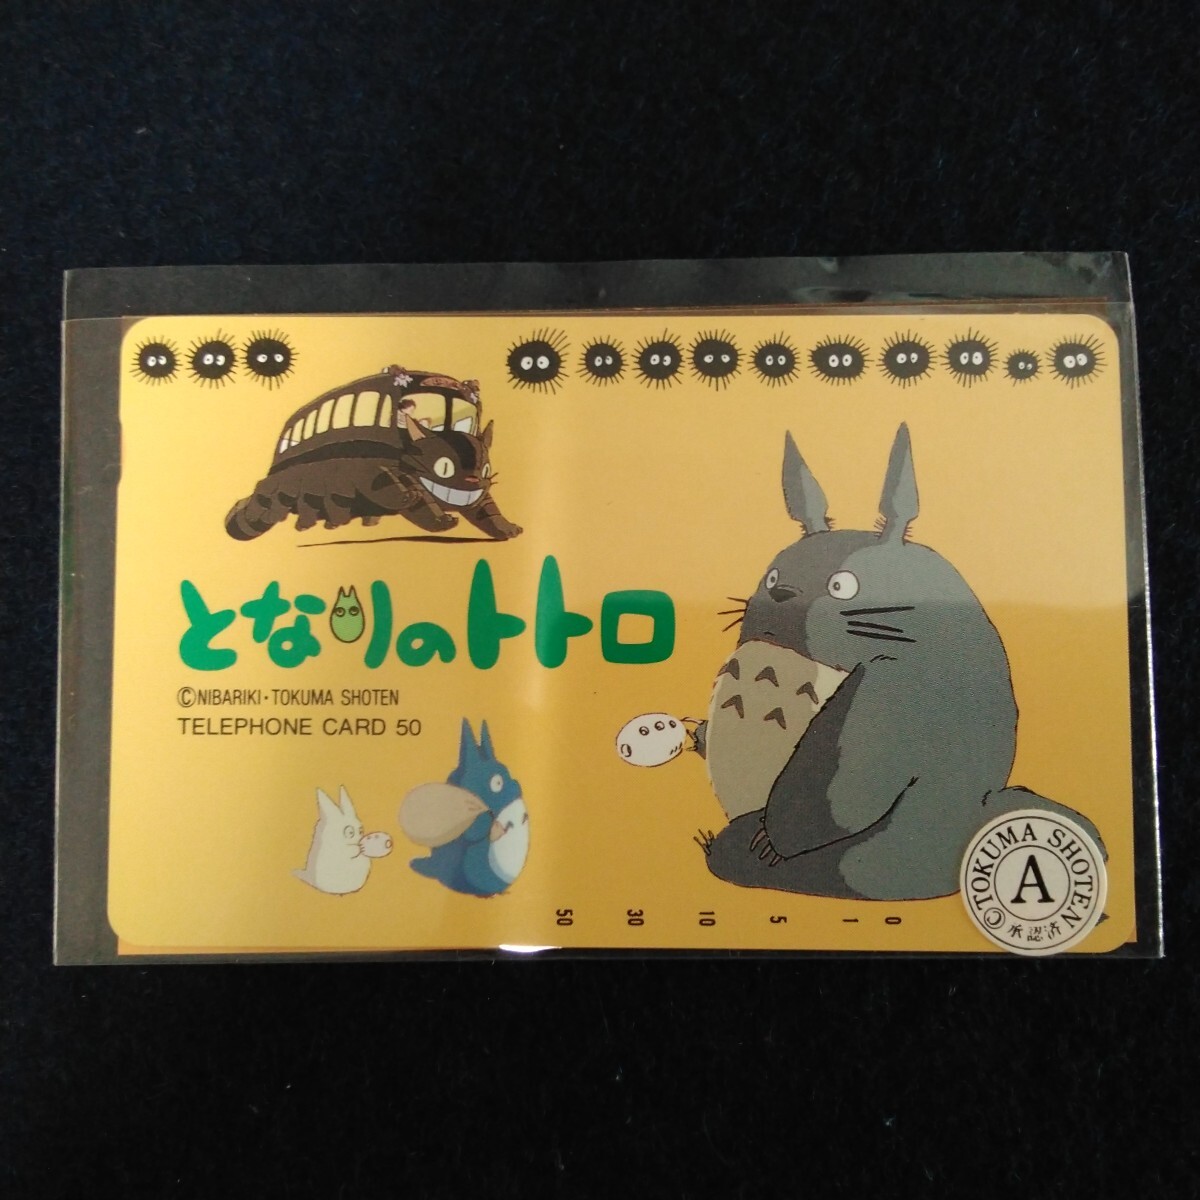 となりのトトロ
©NIBARIKI・TOKUMA SHOTEN
TELEPHONE CARD 50
50 30 10 5 1 0
©TOKUMA SHOTEN
A
承認済